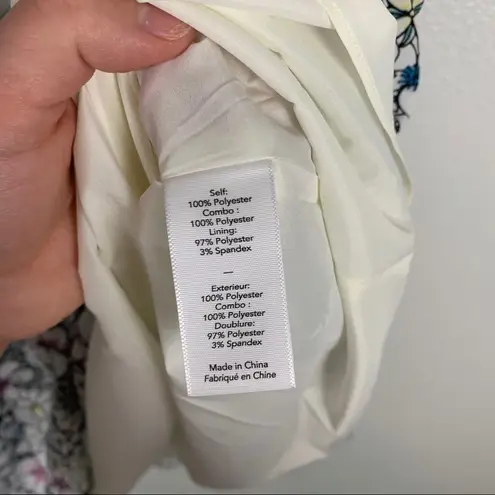 Self:
100% Polyester
Combo :
100% Polyester
Lining:
97% Polyester
3% Spandex
—
Exterieur:
100% Polyester
Combo :
100% Polyester
Doublure:
97% Polyester
3% Spandex
Made in China
Fabriqué en Chine